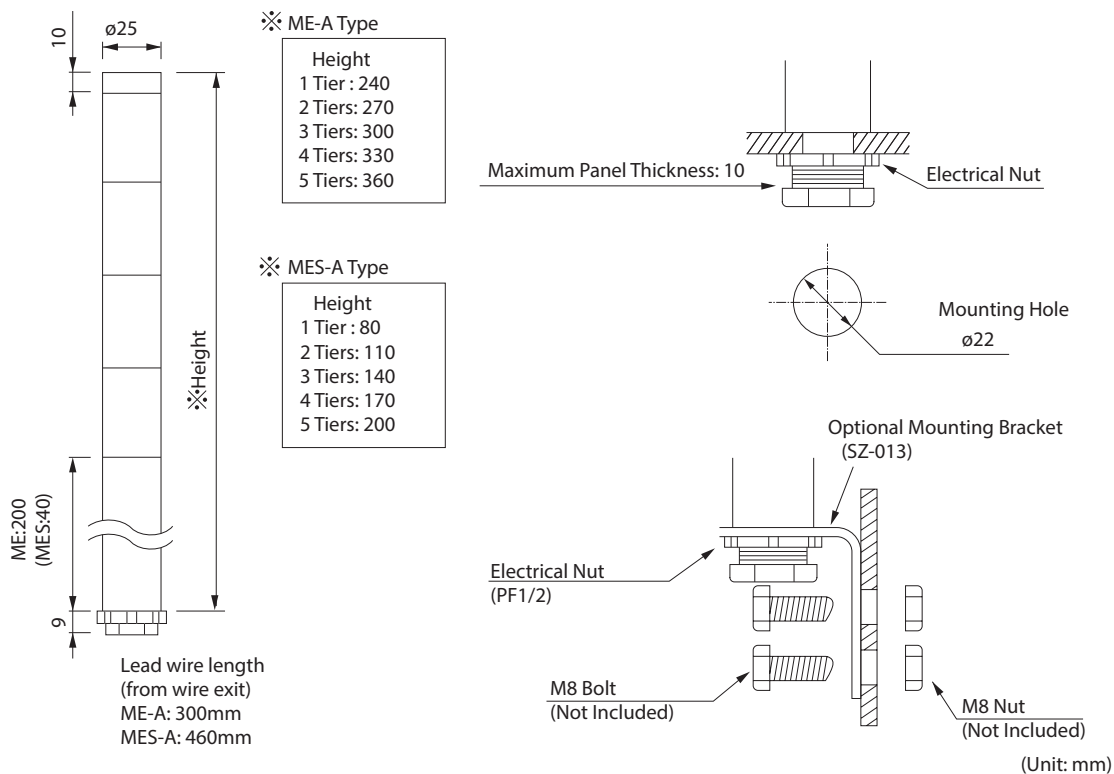 10
ø25
※ ME-A Type
Height
1 Tier : 240
2 Tiers: 270
3 Tiers: 300
4 Tiers: 330
5 Tiers: 360
※ MES-A Type
Height
1 Tier : 80
2 Tiers: 110
3 Tiers: 140
4 Tiers: 170
5 Tiers: 200
※Height
ME:200
(MES:40)
9
Lead wire length
(from wire exit)
ME-A: 300mm
MES-A: 460mm
Maximum Panel Thickness: 10
Electrical Nut
Mounting Hole
ø22
Optional Mounting Bracket
(SZ-013)
Electrical Nut
(PF1/2)
M8 Bolt
(Not Included)
M8 Nut
(Not Included)
(Unit: mm)